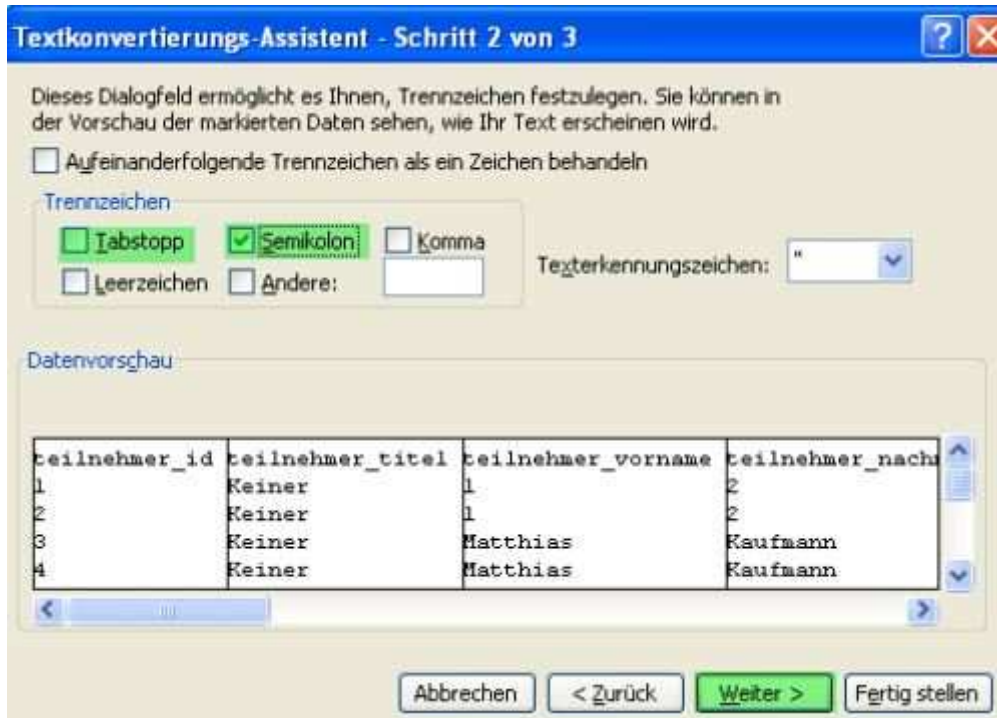 Textkonvertierungs-Assistent - Schritt 2 von 3
Dieses Dialogfeld ermöglicht es Ihnen, Trennzeichen festzulegen. Sie können in
der Vorschau der markierten Daten sehen, wie Ihr Text erscheinen wird.
Aufeinanderfolgende Trennzeichen als ein Zeichen behandeln
Trennzeichen
Tabstopp Semikolon Komma
Leerzeichen Andere:
Texterkennungszeichen: "
Datenvorschau
teilnehmer_id teilnehmer_titel teilnehmer_vorname teilnehmer_nach
1 Keiner 1 2
2 Keiner 1 2
3 Keiner Matthias Kaufmann
4 Keiner Matthias Kaufmann
Abbrechen < Zurück Weiter > Fertig stellen